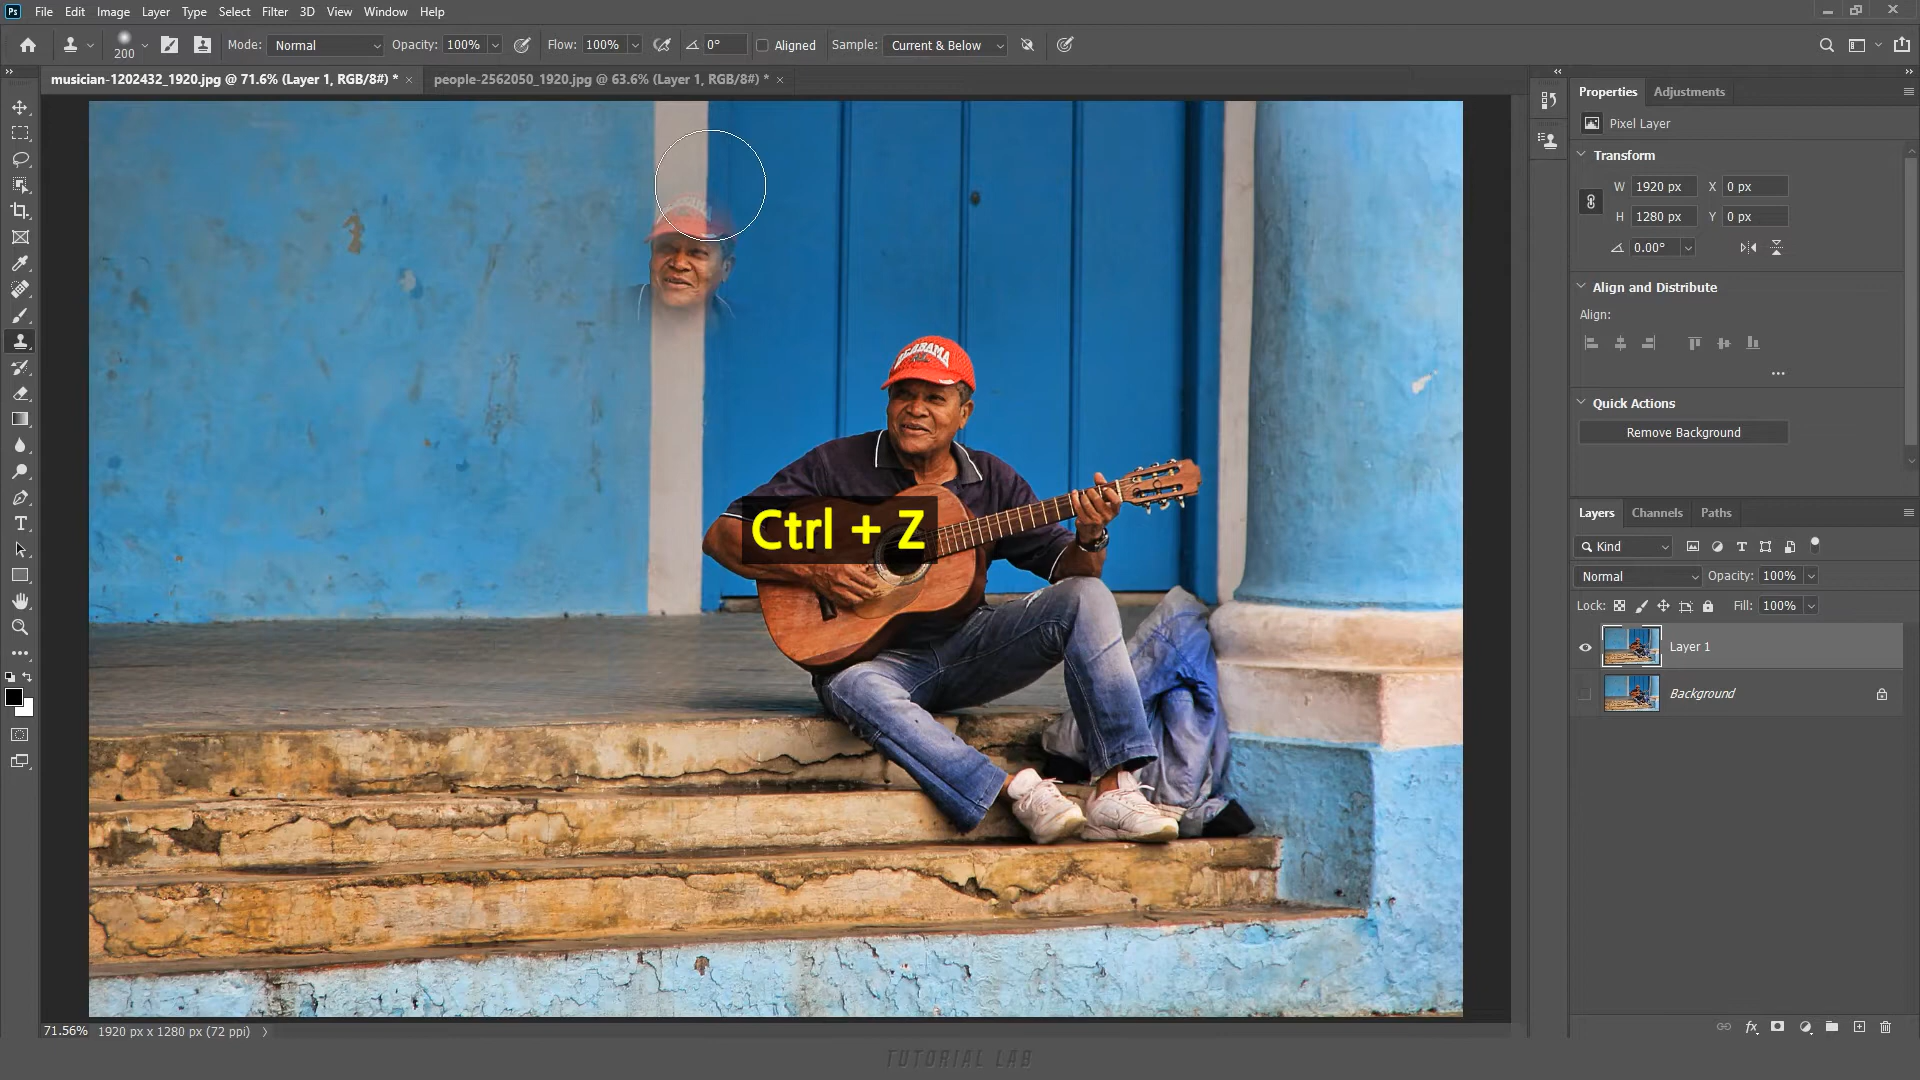 Ps File Edit Image Layer Type Select Filter 3D View Window Help
200 Mode: Normal Opacity: 100% Flow: 100% 0° Aligned Sample: Current & Below
musician-1202432_1920.jpg @ 71.6% (Layer 1, RGB/8#) * × people-2562050_1920.jpg @ 63.6% (Layer 1, RGB/8#) * ×
Properties Adjustments
Pixel Layer
Transform
W 1920 px X 0 px
H 1280 px Y 0 px
0.00°
Align and Distribute
Align:
Quick Actions
Remove Background
ALABAMA
Ctrl + Z
Layers Channels Paths
Kind
Normal Opacity: 100%
Lock: Fill: 100%
Layer 1
Background
71.56% 1920 px x 1280 px (72 ppi)
TUTORIAL LAB